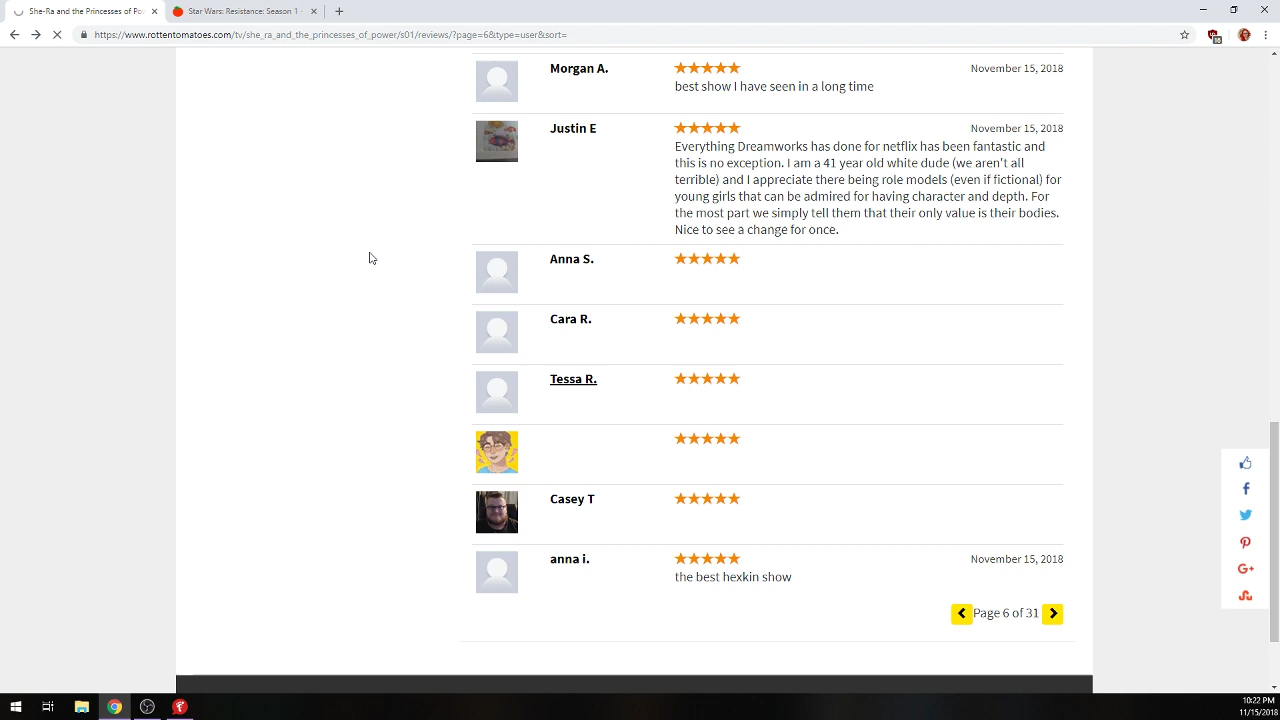 She-Ra and the Princesses of Pow
Star Wars: Resistance: Season 1 -
https://www.rottentomatoes.com/tv/she_ra_and_the_princesses_of_power/s01/reviews/?page=6&type=user&sort=
Morgan A.
November 15, 2018
best show I have seen in a long time
Justin E
November 15, 2018
Everything Dreamworks has done for netflix has been fantastic and
this is no exception. I am a 41 year old white dude (we aren't all
terrible) and I appreciate there being role models (even if fictional) for
young girls that can be admired for having character and depth. For
the most part we simply tell them that their only value is their bodies.
Nice to see a change for once.
Anna S.
Cara R.
Tessa R.
Casey T
anna i.
November 15, 2018
the best hexkin show
Page 6 of 31
G+
10:22 PM
11/15/2018